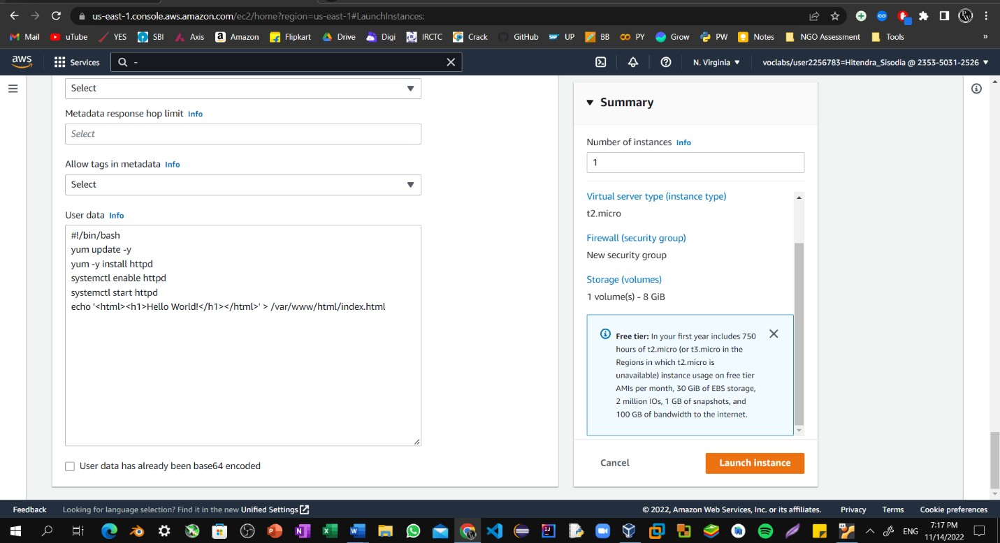 us-east-1.console.aws.amazon.com/ec2/home?region=us-east-1#LaunchInstances:
Mail uTube YES SBI Axis Amazon Flipkart Drive Digi IRCTC Crack GitHub UP BB PY Grow PW Notes NGO Assessment Tools »
aws Services - N. Virginia ▼ voclabs/user2256783=Hitendra_Sisodia @ 2353-5031-2526 ▼
Select
Metadata response hop limit Info
Select
Allow tags in metadata Info
Select
User data Info
#!/bin/bash
yum update -y
yum -y install httpd
systemctl enable httpd
systemctl start httpd
echo '<html><h1>Hello World!</h1></html>' > /var/www/html/index.html
User data has already been base64 encoded
▼ Summary
Number of instances Info
1
Virtual server type (instance type)
t2.micro
Firewall (security group)
New security group
Storage (volumes)
1 volume(s) - 8 GiB
Free tier: In your first year includes 750
hours of t2.micro (or t3.micro in the
Regions in which t2.micro is
unavailable) instance usage on free tier
AMIs per month, 30 GiB of EBS storage,
2 million IOs, 1 GB of snapshots, and
100 GB of bandwidth to the internet.
Cancel Launch instance
Feedback Looking for language selection? Find it in the new Unified Settings © 2022, Amazon Web Services, Inc. or its affiliates. Privacy Terms Cookie preferences
ENG 7:17 PM
11/14/2022